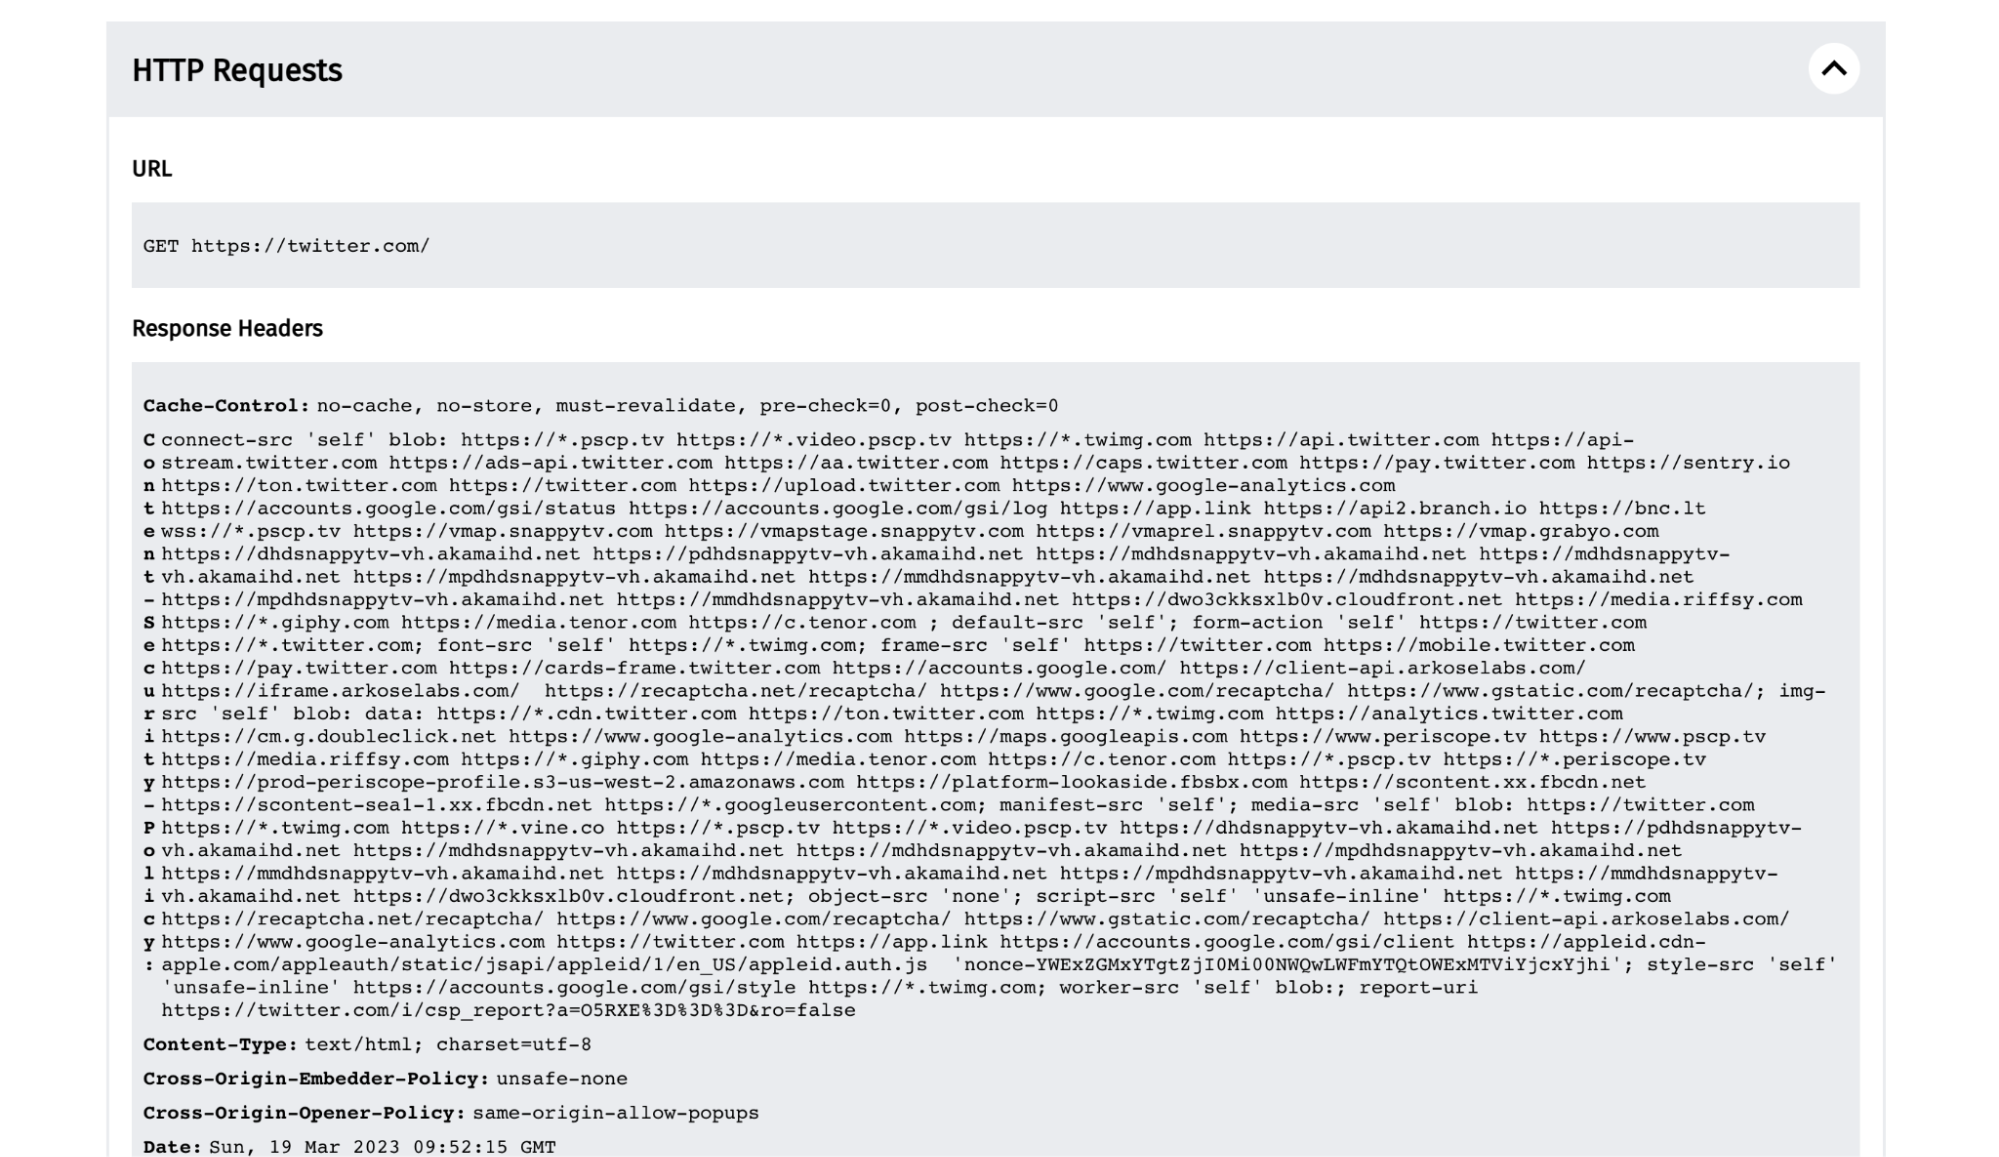 HTTP Requests
URL
GET https://twitter.com/
Response Headers
Cache-Control: no-cache, no-store, must-revalidate, pre-check=0, post-check=0
Content-Security-Policy:
connect-src 'self' blob: https://*.pscp.tv https://*.video.pscp.tv https://*.twimg.com https://api.twitter.com https://api-
stream.twitter.com https://ads-api.twitter.com https://aa.twitter.com https://caps.twitter.com https://pay.twitter.com https://sentry.io
https://ton.twitter.com https://twitter.com https://upload.twitter.com https://www.google-analytics.com
https://accounts.google.com/gsi/status https://accounts.google.com/gsi/log https://app.link https://api2.branch.io https://bnc.lt
wss://*.pscp.tv https://vmap.snappytv.com https://vmapstage.snappytv.com https://vmaprel.snappytv.com https://vmap.grabyo.com
https://dhdsnappytv-vh.akamaihd.net https://pdhdsnappytv-vh.akamaihd.net https://mdhdsnappytv-vh.akamaihd.net https://mdhdsnappytv-
vh.akamaihd.net https://mpdhdsnappytv-vh.akamaihd.net https://mmdhdsnappytv-vh.akamaihd.net https://mdhdsnappytv-vh.akamaihd.net
https://mpdhdsnappytv-vh.akamaihd.net https://mmdhdsnappytv-vh.akamaihd.net https://dwo3ckksxlb0v.cloudfront.net https://media.riffsy.com
https://*.giphy.com https://media.tenor.com https://c.tenor.com ; default-src 'self'; form-action 'self' https://twitter.com
https://*.twitter.com; font-src 'self' https://*.twimg.com; frame-src 'self' https://twitter.com https://mobile.twitter.com
https://pay.twitter.com https://cards-frame.twitter.com https://accounts.google.com/ https://client-api.arkoselabs.com/
https://iframe.arkoselabs.com/  https://recaptcha.net/recaptcha/ https://www.google.com/recaptcha/ https://www.gstatic.com/recaptcha/; img-
src 'self' blob: data: https://*.cdn.twitter.com https://ton.twitter.com https://*.twimg.com https://analytics.twitter.com
https://cm.g.doubleclick.net https://www.google-analytics.com https://maps.googleapis.com https://www.periscope.tv https://www.pscp.tv
https://media.riffsy.com https://*.giphy.com https://media.tenor.com https://c.tenor.com https://*.pscp.tv https://*.periscope.tv
https://prod-periscope-profile.s3-us-west-2.amazonaws.com https://platform-lookaside.fbsbx.com https://scontent.xx.fbcdn.net
https://scontent-sea1-1.xx.fbcdn.net https://*.googleusercontent.com; manifest-src 'self'; media-src 'self' blob: https://twitter.com
https://*.twimg.com https://*.vine.co https://*.pscp.tv https://*.video.pscp.tv https://dhdsnappytv-vh.akamaihd.net https://pdhdsnappytv-
vh.akamaihd.net https://mdhdsnappytv-vh.akamaihd.net https://mdhdsnappytv-vh.akamaihd.net https://mpdhdsnappytv-vh.akamaihd.net
https://mmdhdsnappytv-vh.akamaihd.net https://mdhdsnappytv-vh.akamaihd.net https://mpdhdsnappytv-vh.akamaihd.net https://mmdhdsnappytv-
vh.akamaihd.net https://dwo3ckksxlb0v.cloudfront.net; object-src 'none'; script-src 'self' 'unsafe-inline' https://*.twimg.com
https://recaptcha.net/recaptcha/ https://www.google.com/recaptcha/ https://www.gstatic.com/recaptcha/ https://client-api.arkoselabs.com/
https://www.google-analytics.com https://twitter.com https://app.link https://accounts.google.com/gsi/client https://appleid.cdn-
apple.com/appleauth/static/jsapi/appleid/1/en_US/appleid.auth.js  'nonce-YWExZGMxYTgtZjI0Mi00NWQwLWFmYTQtOWExMTViYjcxYjhi'; style-src 'self'
'unsafe-inline' https://accounts.google.com/gsi/style https://*.twimg.com; worker-src 'self' blob:; report-uri
https://twitter.com/i/csp_report?a=O5RXE%3D%3D%3D&ro=false
Content-Type: text/html; charset=utf-8
Cross-Origin-Embedder-Policy: unsafe-none
Cross-Origin-Opener-Policy: same-origin-allow-popups
Date: Sun, 19 Mar 2023 09:52:15 GMT